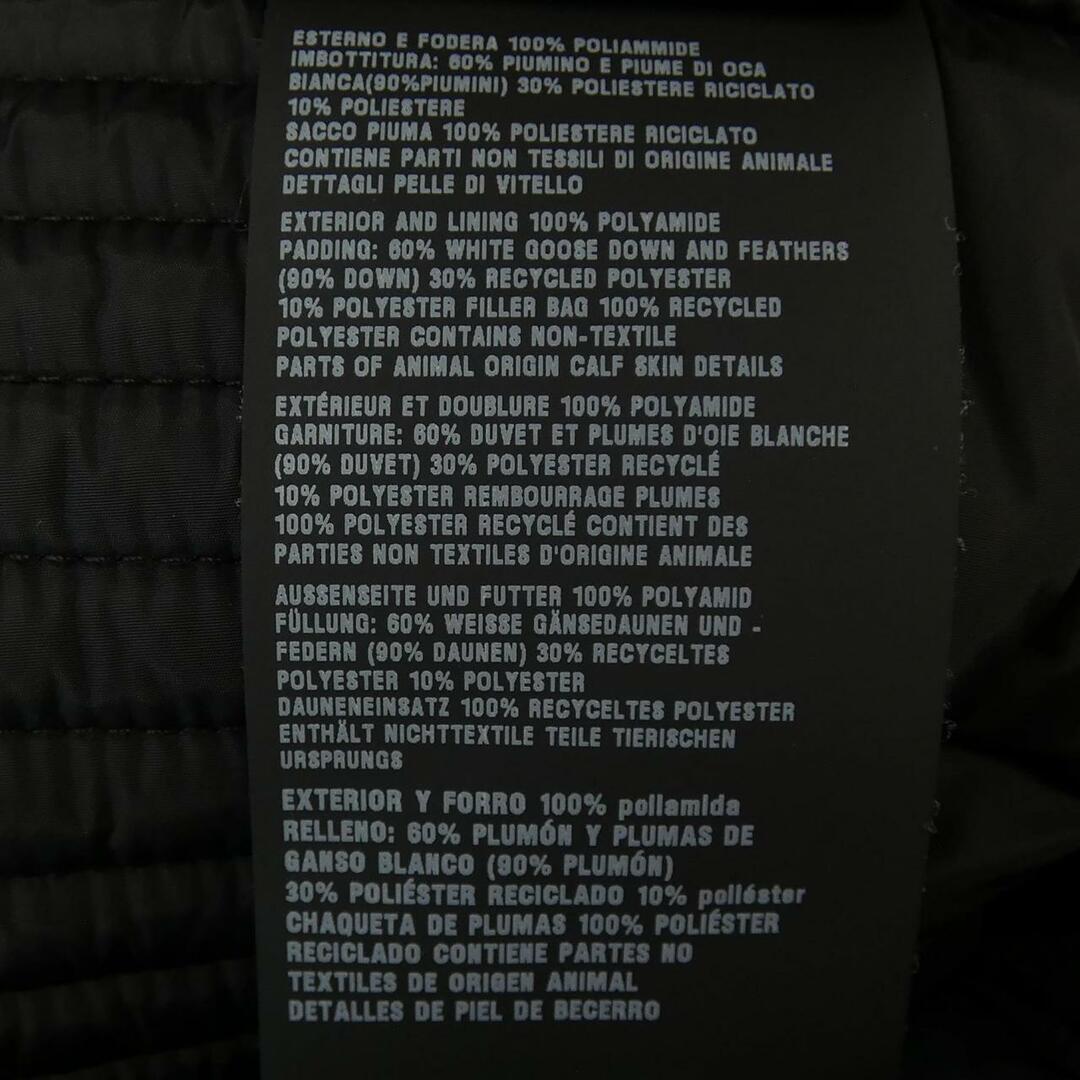 ESTERNO E FODERA 100% POLIAMMIDE
IMBOTTITURA: 60% PIUMINO E PIUME DI OCA
BIANCA(90%PIUMINI) 30% POLIESTERE RICICLATO
10% POLIESTERE
SACCO PIUMA 100% POLIESTERE RICICLATO
CONTIENE PARTI NON TESSILI DI ORIGINE ANIMALE
DETTAGLI PELLE DI VITELLO
EXTERIOR AND LINING 100% POLYAMIDE
PADDING: 60% WHITE GOOSE DOWN AND FEATHERS
(90% DOWN) 30% RECYCLED POLYESTER
10% POLYESTER FILLER BAG 100% RECYCLED
POLYESTER CONTAINS NON-TEXTILE
PARTS OF ANIMAL ORIGIN CALF SKIN DETAILS
EXTÉRIEUR ET DOUBLURE 100% POLYAMIDE
GARNITURE: 60% DUVET ET PLUMES D'OIE BLANCHE
(90% DUVET) 30% POLYESTER RECYCLÉ
10% POLYESTER REMBOURRAGE PLUMES
100% POLYESTER RECYCLÉ CONTIENT DES
PARTIES NON TEXTILES D'ORIGINE ANIMALE
AUSSENSEITE UND FUTTER 100% POLYAMID
FÜLLUNG: 60% WEISSE GÄNSEDAUNEN UND -
FEDERN (90% DAUNEN) 30% RECYCELTES
POLYESTER 10% POLYESTER
DAUNENEINSATZ 100% RECYCELTES POLYESTER
ENTHÄLT NICHTTEXTILE TEILE TIERISCHEN
URSPRUNGS
EXTERIOR Y FORRO 100% poliamida
RELLENO: 60% PLUMÓN Y PLUMAS DE
GANSO BLANCO (90% PLUMÓN)
30% POLIÉSTER RECICLADO 10% poliéster
CHAQUETA DE PLUMAS 100% POLIÉSTER
RECICLADO CONTIENE PARTES NO
TEXTILES DE ORIGEN ANIMAL
DETALLES DE PIEL DE BECERRO